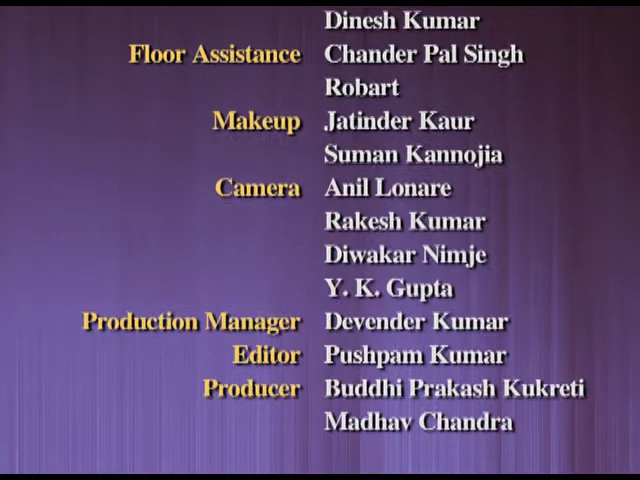 Dinesh Kumar
Floor Assistance Chander Pal Singh
Robart
Makeup Jatinder Kaur
Suman Kannojia
Camera Anil Lonare
Rakesh Kumar
Diwakar Nimje
Y. K. Gupta
Production Manager Devender Kumar
Editor Pushpam Kumar
Producer Buddhi Prakash Kukreti
Madhav Chandra